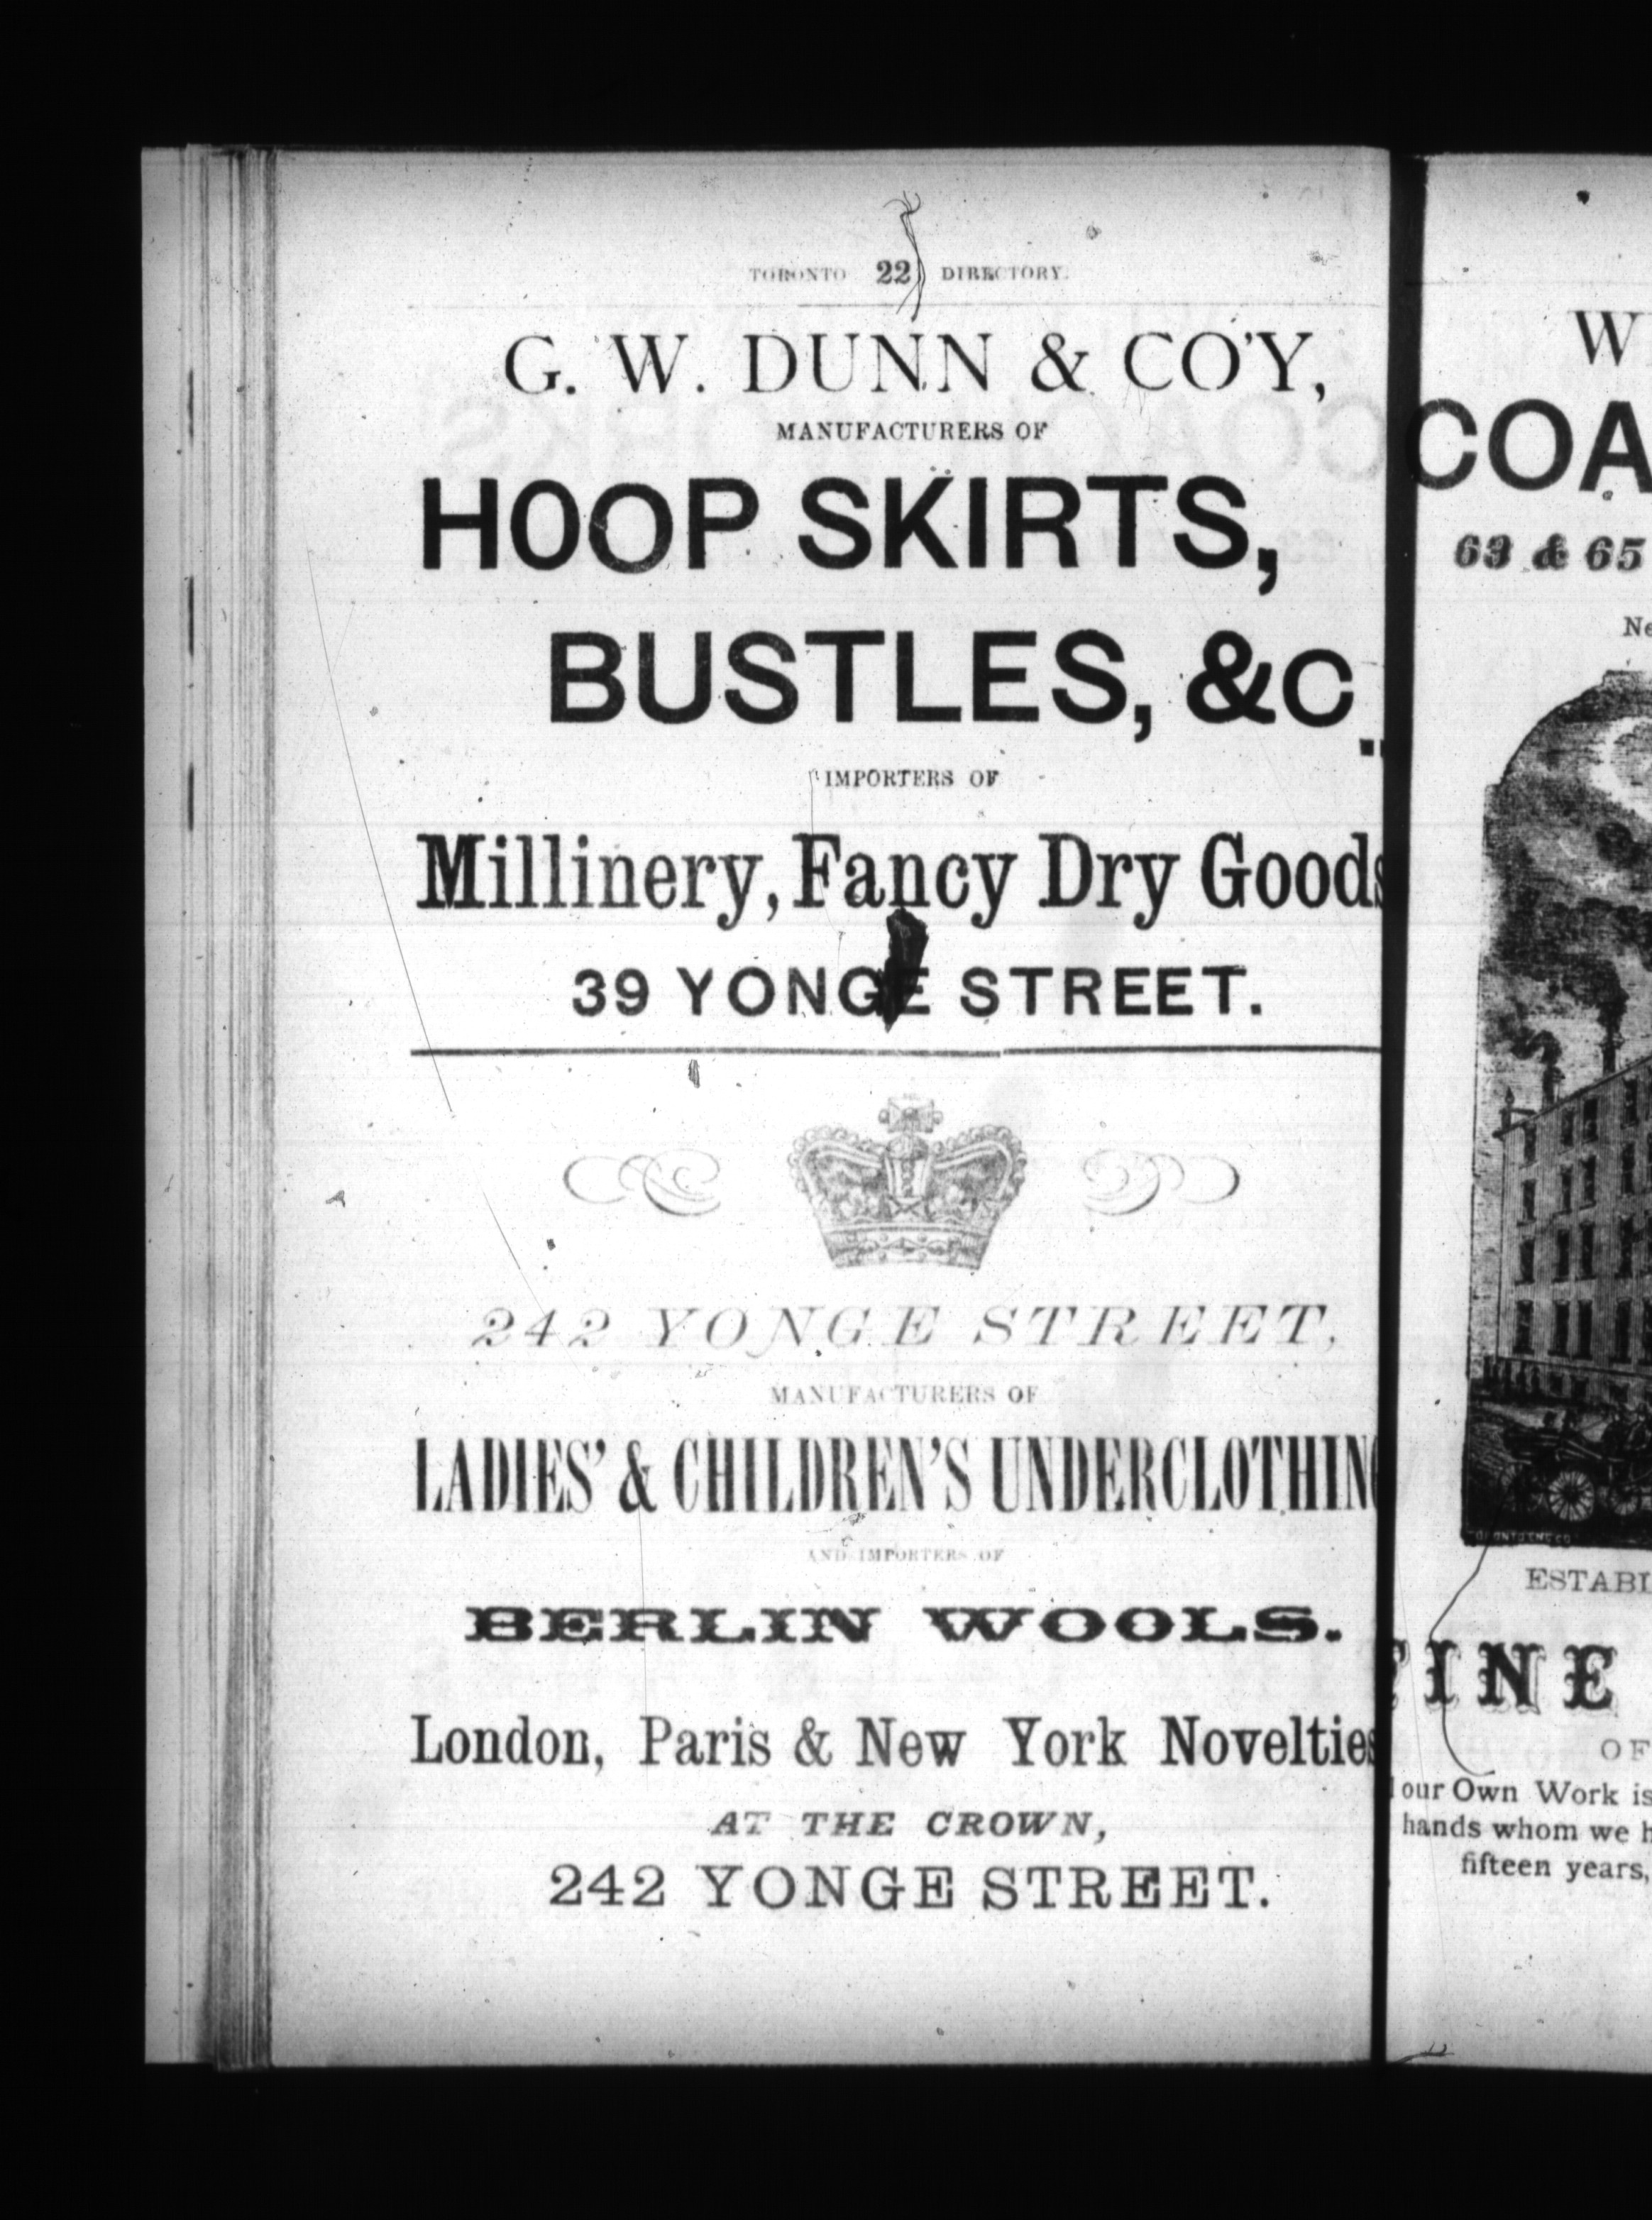 TORONTO 22 DIRECTORY.
G. W. DUNN & CO'Y,
MANUFACTURERS OF
HOOP SKIRTS,
BUSTLES, &C
IMPORTERS OF
Millinery, Fancy Dry Goods
39 YONGE STREET.
242 YONGE STREET,
MANUFACTURERS OF
LADIES' & CHILDREN'S UNDERCLOTHING
AND IMPORTERS OF
BERLIN WOOLS.
London, Paris & New York Novelties
AT THE CROWN,
242 YONGE STREET.
COA
63 & 65
ESTABL
INE
OF
our Own Work is
hands whom we h
fifteen years,